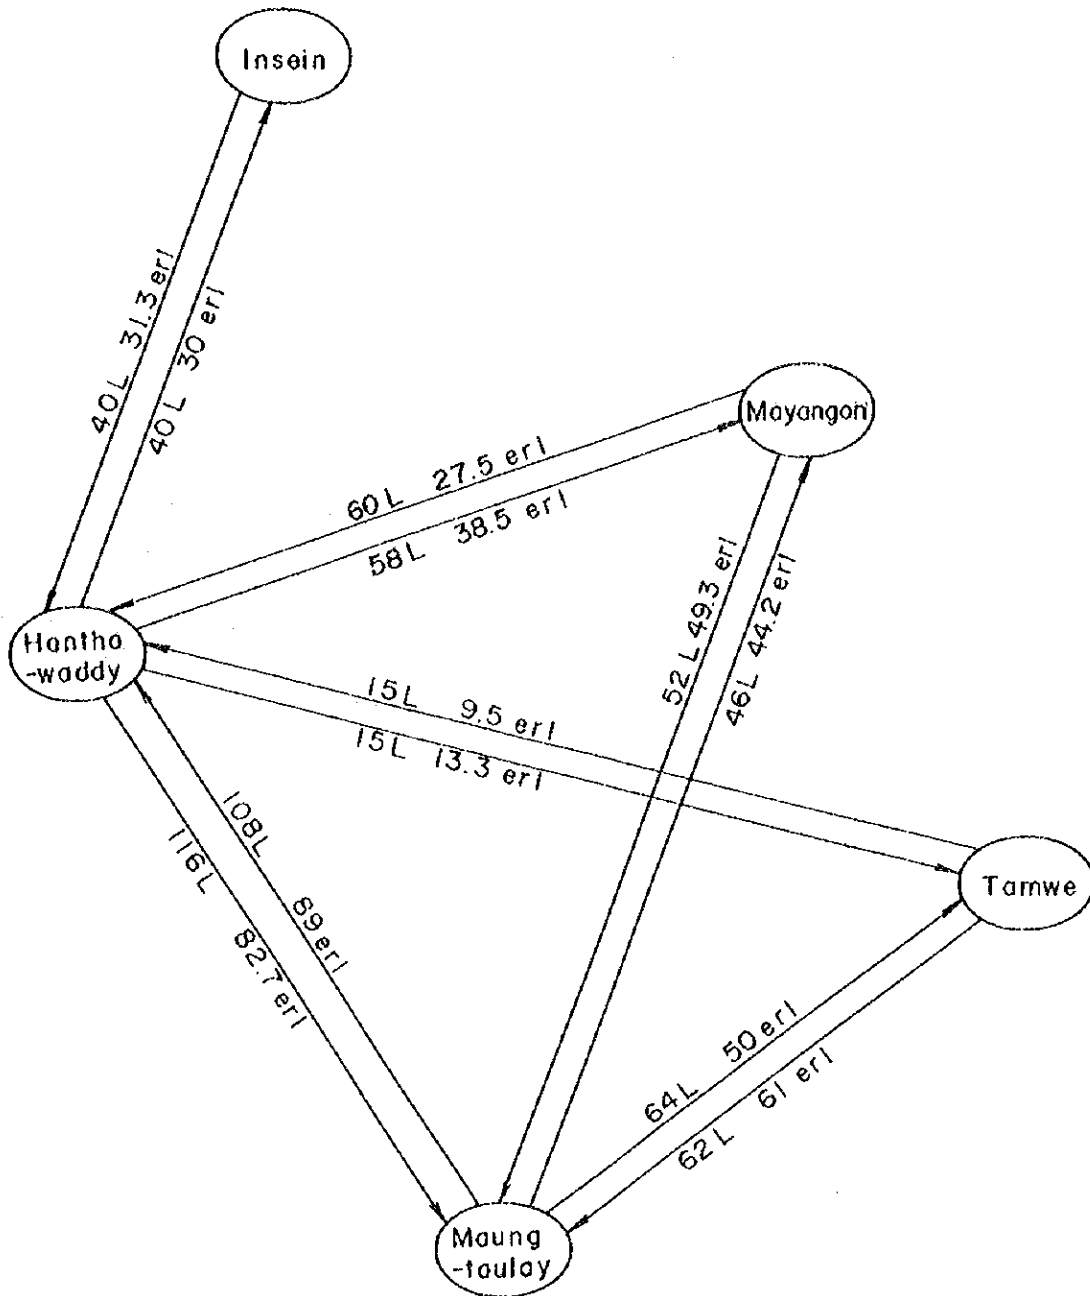 Insein
40L 31.3 erl
40L 30 erl
Mayangon
60L 27.5 erl
58L 38.5 erl
52L 49.3 erl
46L 44.2 erl
Hantha
-waddy
15L 9.5 erl
15L 13.3 erl
108L 89 erl
116L 82.7 erl
Tamwe
64L 50 erl
62L 61 erl
Maung
-taulay